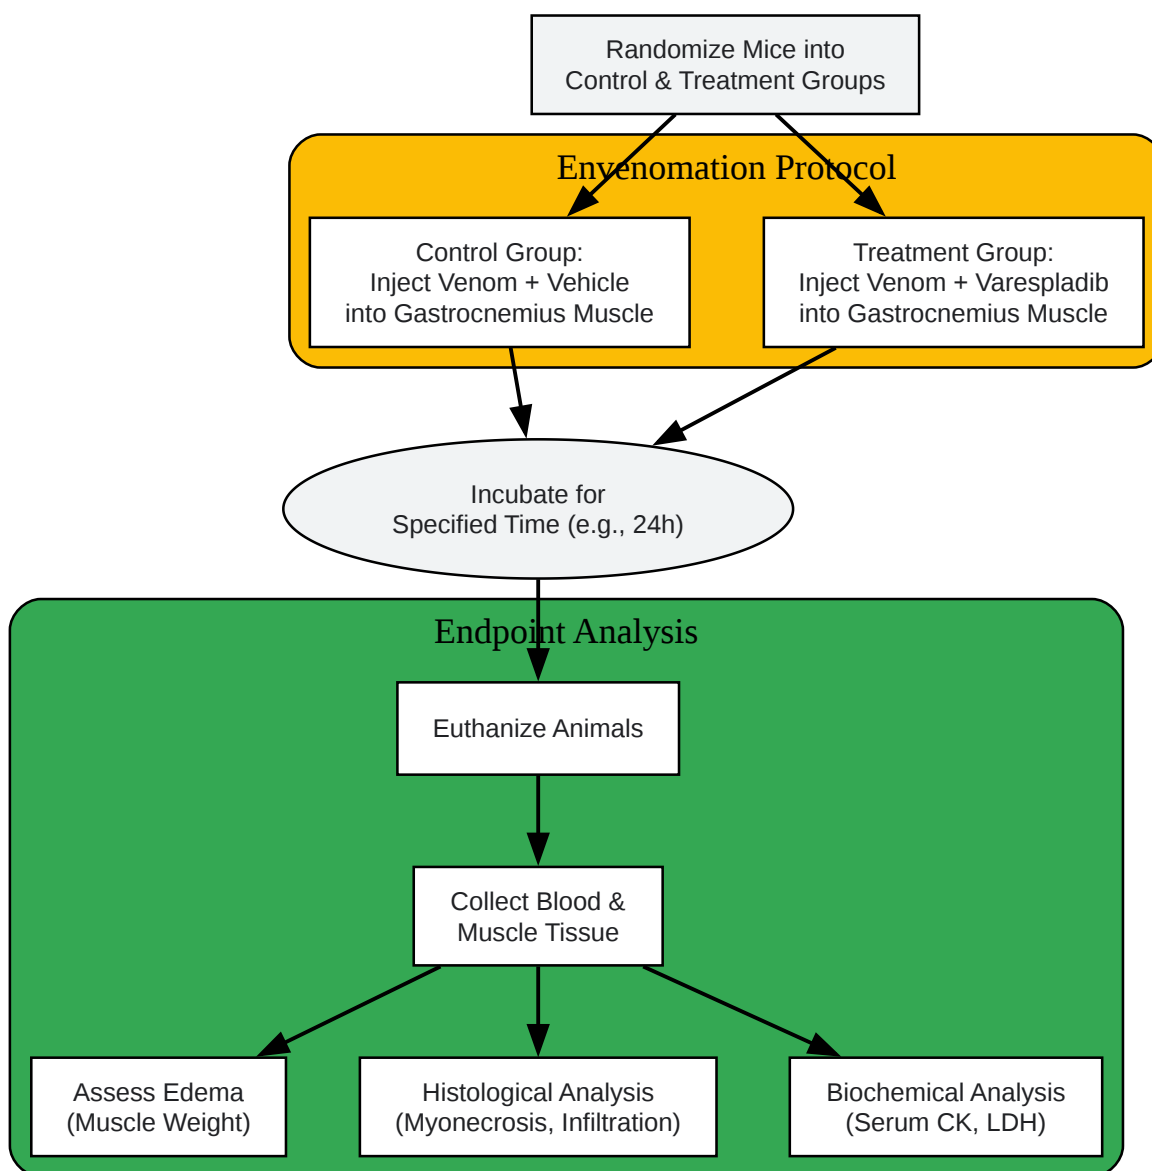 Randomize Mice into
Control & Treatment Groups
Envenomation Protocol
Control Group:
Inject Venom + Vehicle
into Gastrocnemius Muscle
Treatment Group:
Inject Venom + Varespladib
into Gastrocnemius Muscle
Incubate for
Specified Time (e.g., 24h)
Endpoint Analysis
Euthanize Animals
Collect Blood &
Muscle Tissue
Assess Edema
(Muscle Weight)
Histological Analysis
(Myonecrosis, Infiltration)
Biochemical Analysis
(Serum CK, LDH)